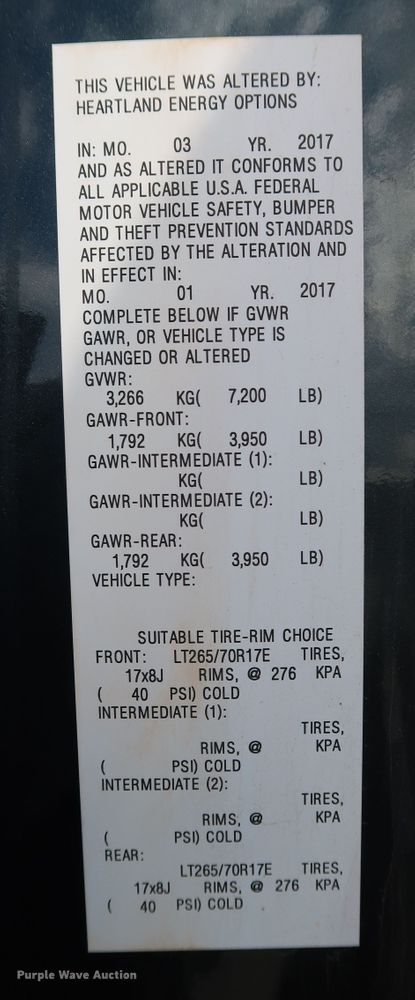 THIS VEHICLE WAS ALTERED BY:
HEARTLAND ENERGY OPTIONS
IN: MO. 03 YR. 2017
AND AS ALTERED IT CONFORMS TO
ALL APPLICABLE U.S.A. FEDERAL
MOTOR VEHICLE SAFETY, BUMPER
AND THEFT PREVENTION STANDARDS
AFFECTED BY THE ALTERATION AND
IN EFFECT IN:
MO. 01 YR. 2017
COMPLETE BELOW IF GVWR
GAWR, OR VEHICLE TYPE IS
CHANGED OR ALTERED
GVWR:
3,266 KG( 7,200 LB)
GAWR-FRONT:
1,792 KG( 3,950 LB)
GAWR-INTERMEDIATE (1):
KG( LB)
GAWR-INTERMEDIATE (2):
KG( LB)
GAWR-REAR:
1,792 KG( 3,950 LB)
VEHICLE TYPE:
SUITABLE TIRE-RIM CHOICE
FRONT: LT265/70R17E TIRES,
17x8J RIMS, @ 276 KPA
( 40 PSI) COLD
INTERMEDIATE (1):
TIRES,
RIMS, @ KPA
( PSI) COLD
INTERMEDIATE (2):
TIRES,
RIMS, @ KPA
( PSI) COLD
REAR:
LT265/70R17E TIRES,
17x8J RIMS, @ 276 KPA
( 40 PSI) COLD
Purple Wave Auction